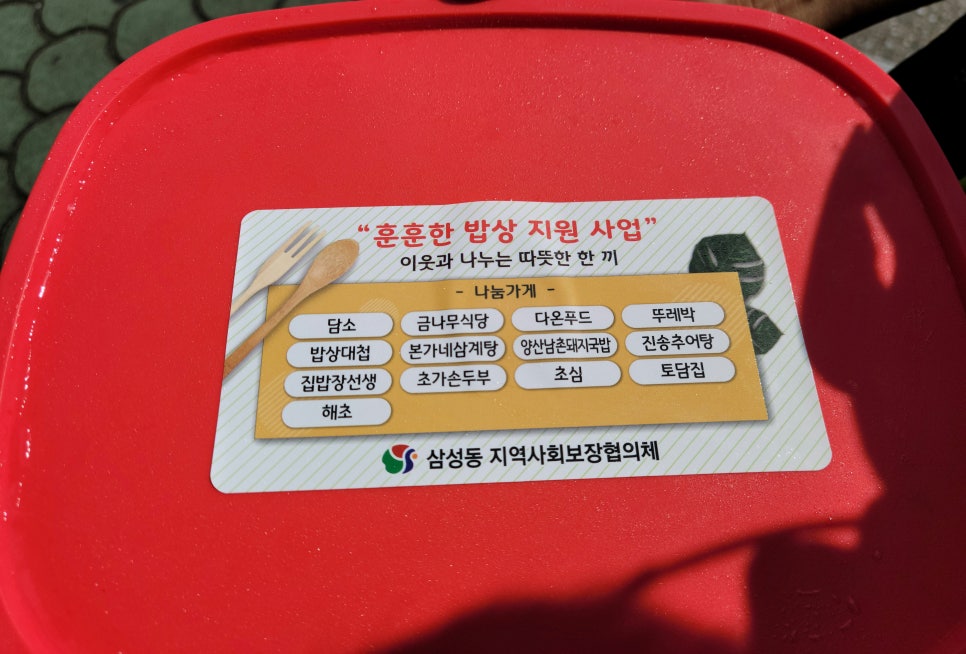 “훈훈한 밥상 지원 사업”
이웃과 나누는 따뜻한 한 끼
- 나눔가게 -
담소 금나무식당 다온푸드 뚜레박
밥상대첩 본가네삼계탕 양산남촌돼지국밥 진송추어탕
집밥장선생 초가손두부 초심 토담집
해초
삼성동 지역사회보장협의체